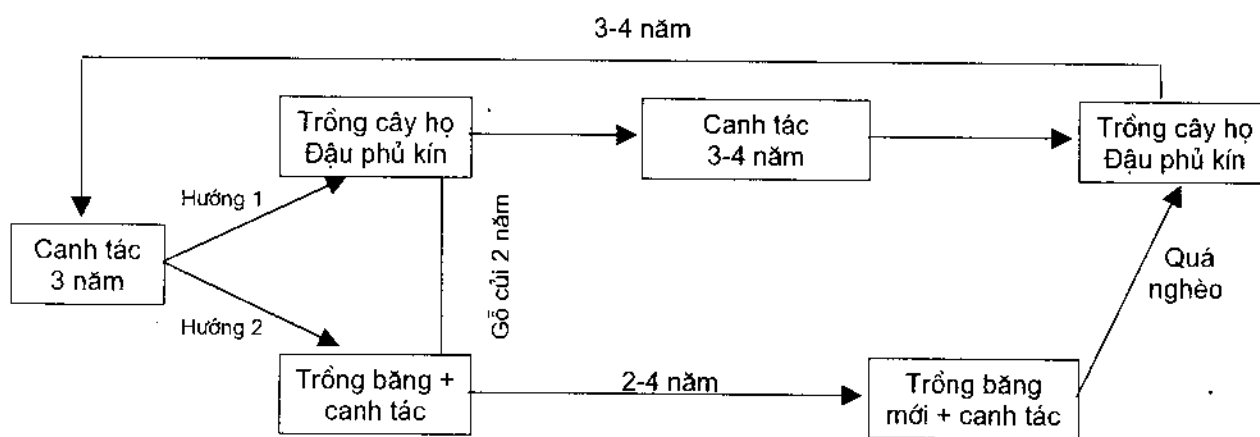 3-4 năm
Trồng cây họ
Đậu phủ kín
Canh tác
3-4 năm
Trồng cây họ
Đậu phủ kín
Hướng 1
Canh tác
3 năm
Hướng 2
Gỗ củi 2 năm
Quá
nghèo
Trồng băng +
canh tác
2-4 năm
Trồng băng
mới + canh tác